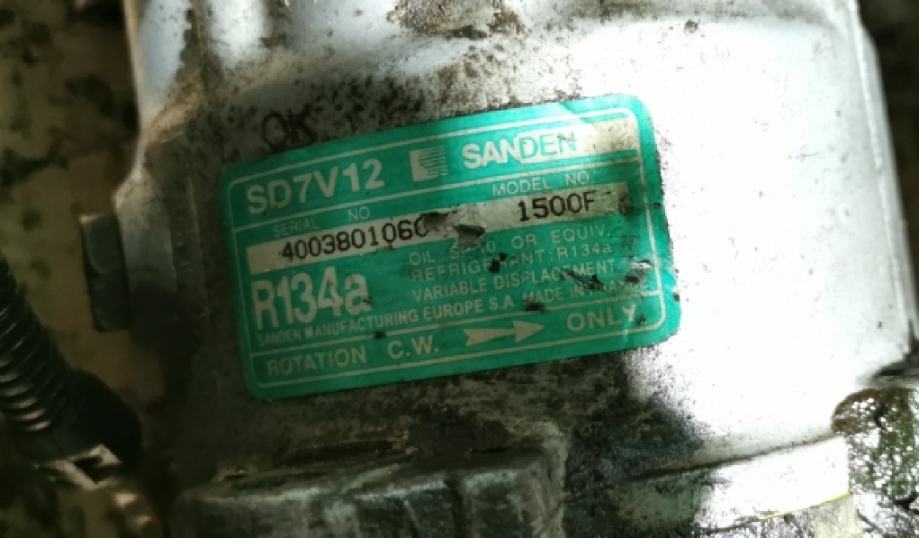 OK
SD7V12 SANDEN
SERIAL NO MODEL NO.
1500F
OIL OR EQUIV.
REFRIGERANT:R134a
R134a VARIABLE DISPLACEMENT
SANDEN MANUFACTURING EUROPE S.A. MADE IN FRANCE
ROTATION C.W. ONLY